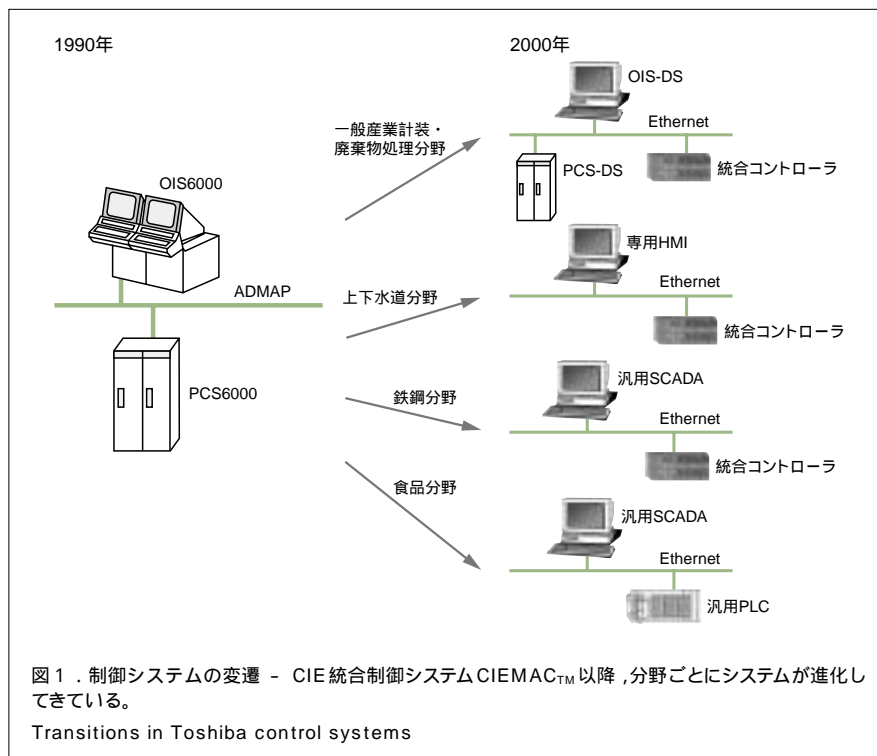 1990年
2000年
OIS6000
ADMAP
PCS6000
一般産業計装・
廃棄物処理分野
上下水道分野
鉄鋼分野
食品分野
OIS-DS
Ethernet
PCS-DS
統合コントローラ
専用HMI
Ethernet
統合コントローラ
汎用SCADA
Ethernet
統合コントローラ
汎用SCADA
Ethernet
汎用PLC
図1．制御システムの変遷 - CIE統合制御システムCIEMACTM以降,分野ごとにシステムが進化し
てきている。
Transitions in Toshiba control systems